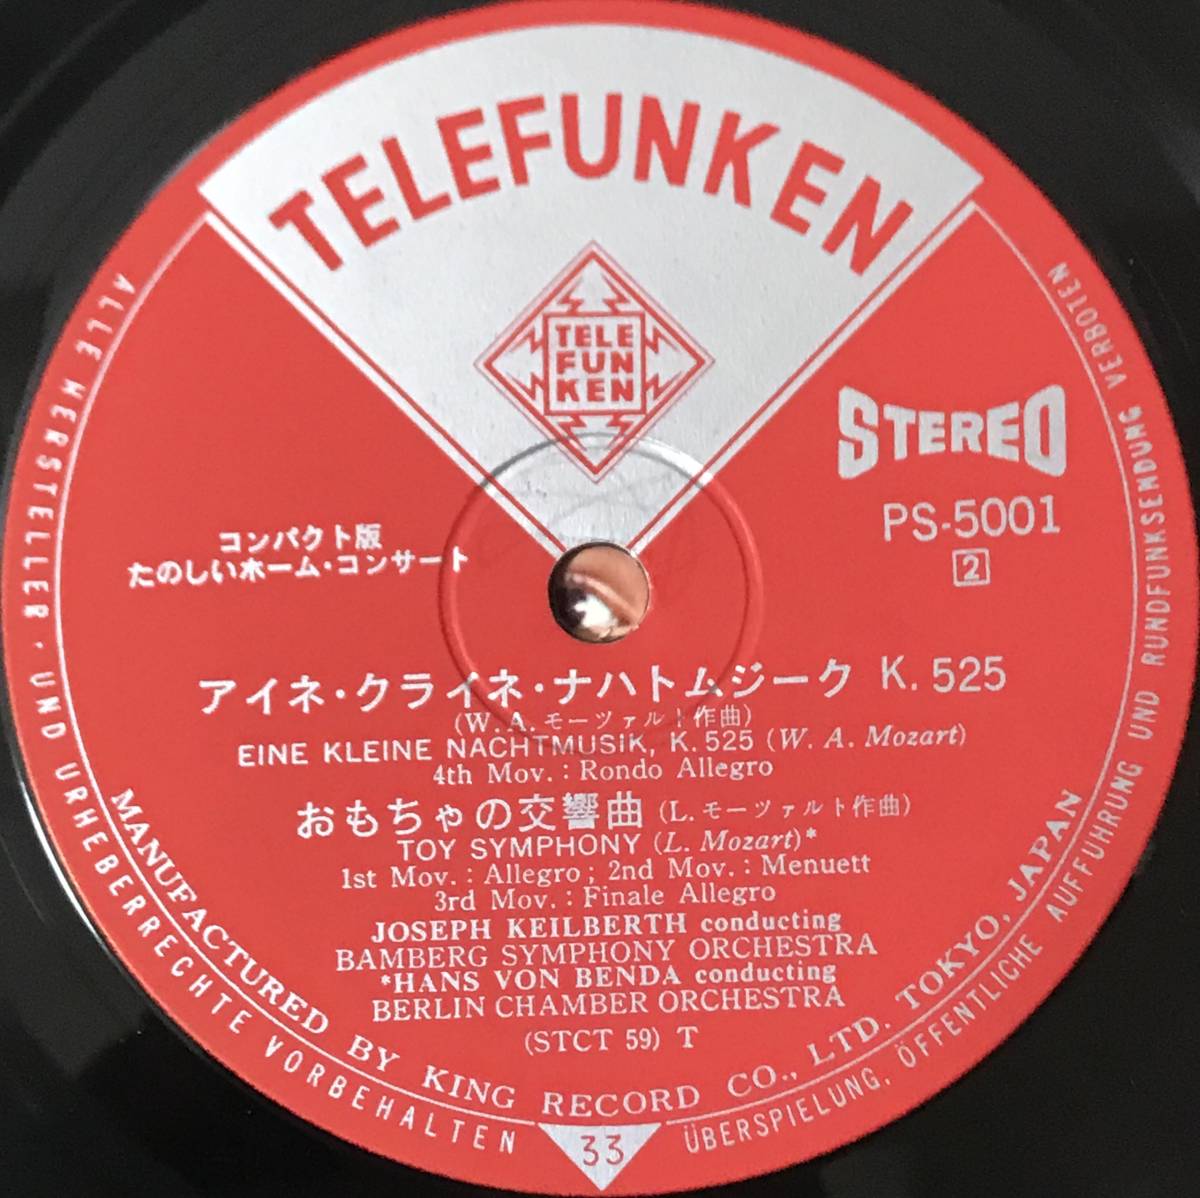 TELEFUNKEN
TELE
FUN
KEN
STEREO
PS-5001
2
コンパクト版
たのしいホーム・コンサート
アイネ・クライネ・ナハトムジーク K. 525
(W. A. モーツァルト作曲)
EINE KLEINE NACHTMUSIK, K. 525 (W. A. Mozart)
4th Mov. : Rondo Allegro
おもちゃの交響曲 (L. モーツァルト作曲)
TOY SYMPHONY (L. Mozart)*
1st Mov. : Allegro ; 2nd Mov. : Menuett
3rd Mov. : Finale Allegro
JOSEPH KEILBERTH conducting
BAMBERG SYMPHONY ORCHESTRA
*HANS VON BENDA conducting
BERLIN CHAMBER ORCHESTRA
(STCT 59) T
MANUFACTURED BY KING RECORD CO., LTD. TOKYO, JAPAN
ALLE HERSTELLER · UND URHEBERRECHTE VORBEHALTEN
33
ÜBERSPIELUNG, ÖFFENTLICHE AUFFÜHRUNG UND RUNDFUNKSENDUNG VERBOTEN